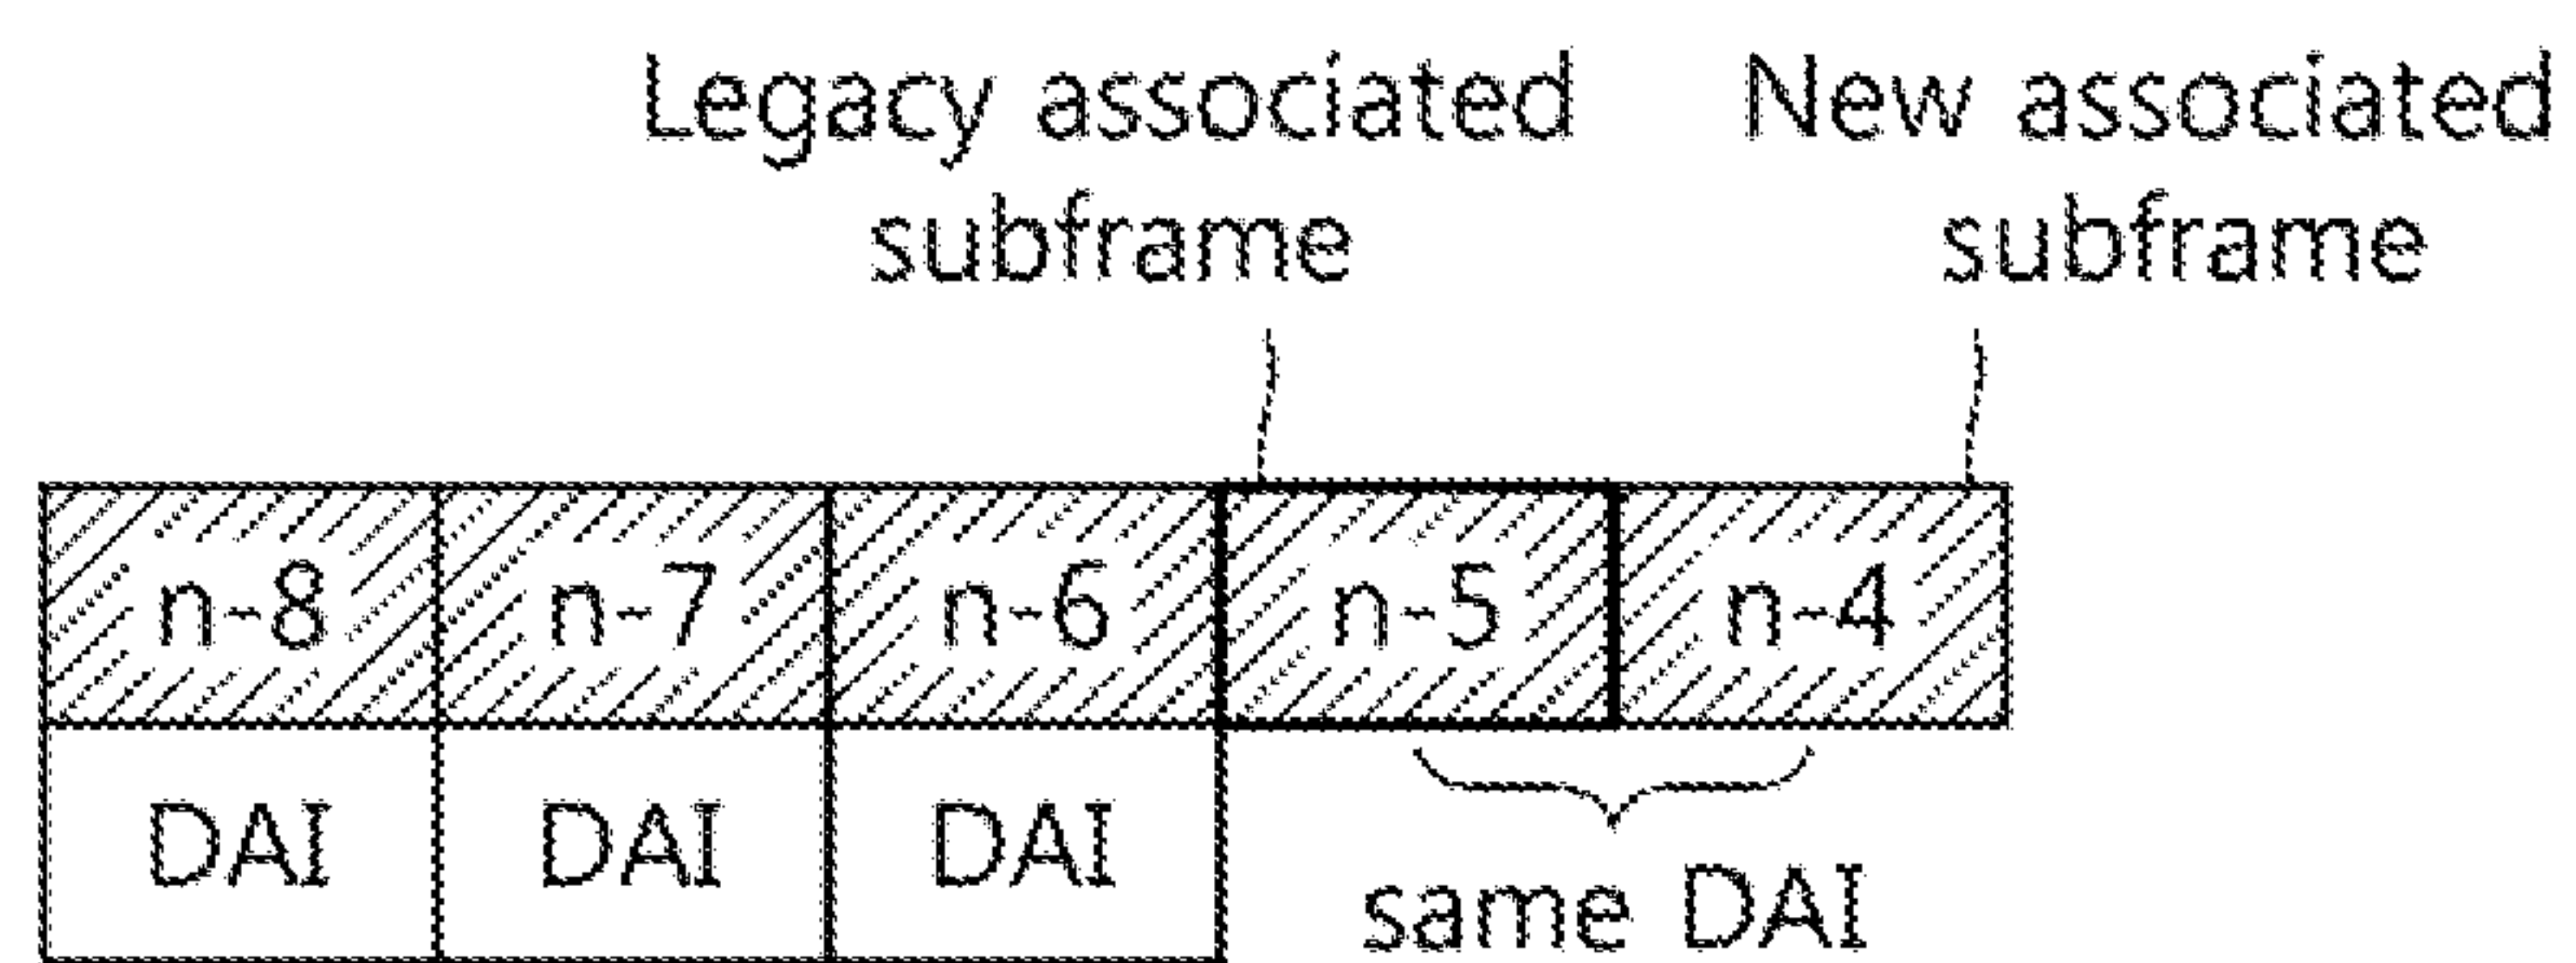 Legacy associated New associated
subframe subframe
n-8 n-7 n-6 n-5 n-4
DAI DAI DAI
same DAI